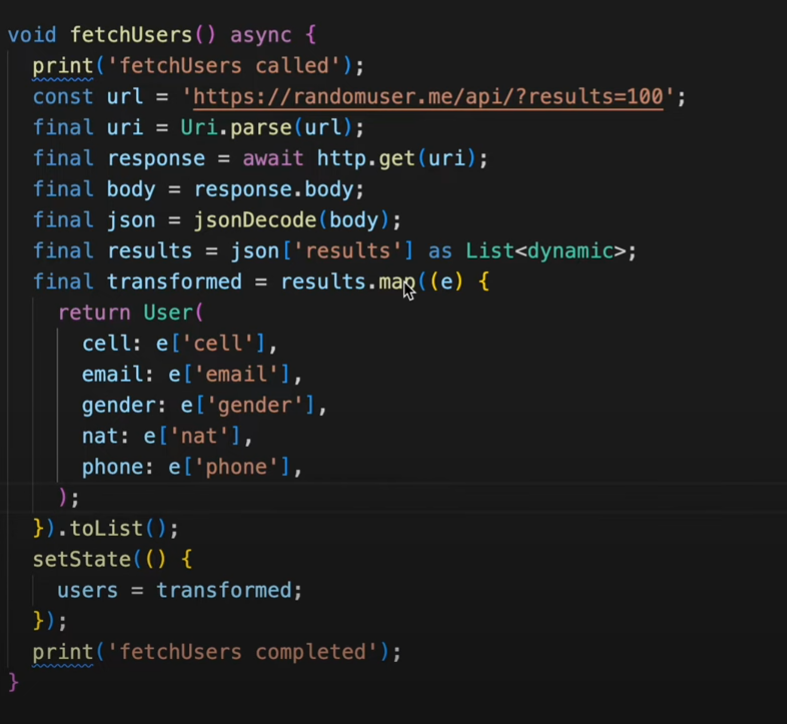 void fetchUsers() async {
  print('fetchUsers called');
  const url = 'https://randomuser.me/api/?results=100';
  final uri = Uri.parse(url);
  final response = await http.get(uri);
  final body = response.body;
  final json = jsonDecode(body);
  final results = json['results'] as List<dynamic>;
  final transformed = results.map((e) {
    return User(
      cell: e['cell'],
      email: e['email'],
      gender: e['gender'],
      nat: e['nat'],
      phone: e['phone'],
    );
  }).toList();
  setState(() {
    users = transformed;
  });
  print('fetchUsers completed');
}